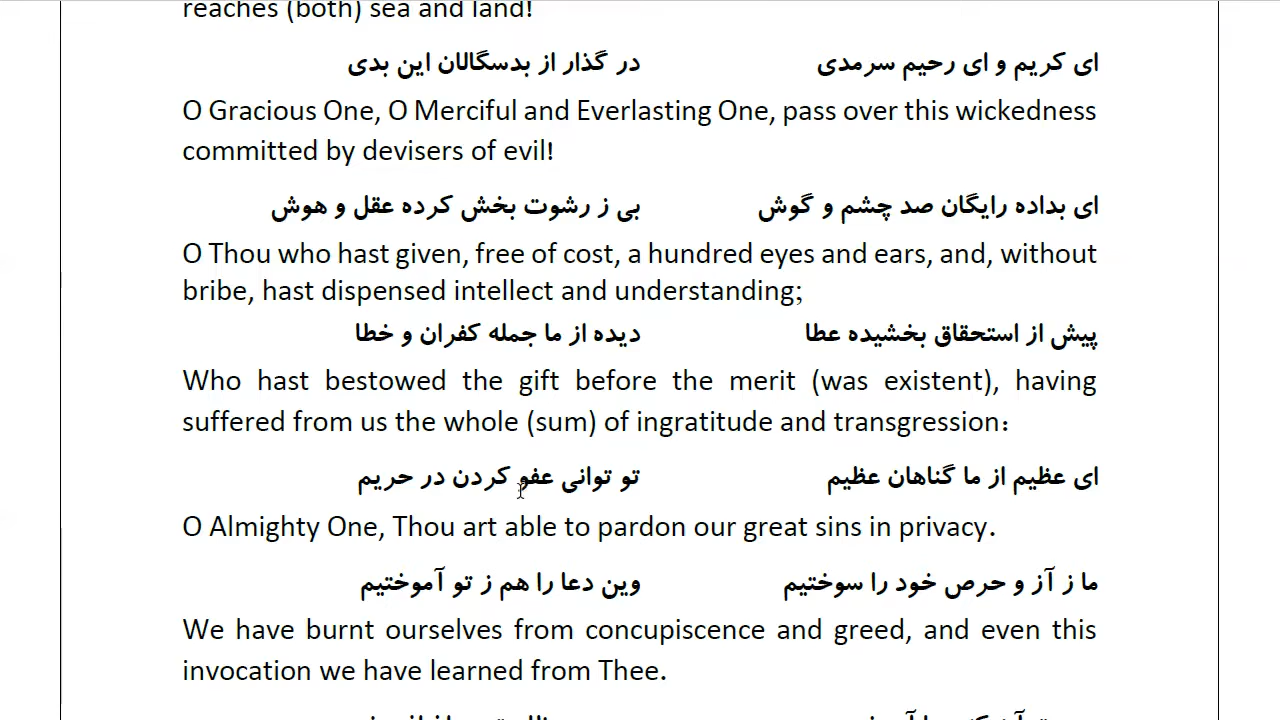 reaches (both) sea and land!
ای کریم و ای رحیم سرمدی در گذار از بدسگالان این بدی
O Gracious One, O Merciful and Everlasting One, pass over this wickedness
committed by devisers of evil!
ای بداده رایگان صد چشم و گوش بی ز رشوت بخش کرده عقل و هوش
O Thou who hast given, free of cost, a hundred eyes and ears, and, without
bribe, hast dispensed intellect and understanding;
پیش از استحقاق بخشیده عطا دیده از ما جمله کفران و خطا
Who hast bestowed the gift before the merit (was existent), having
suffered from us the whole (sum) of ingratitude and transgression:
ای عظیم از ما گناهان عظیم تو توانی عفو کردن در حریم
O Almighty One, Thou art able to pardon our great sins in privacy.
ما ز آز و حرص خود را سوختیم وین دعا را هم ز تو آموختیم
We have burnt ourselves from concupiscence and greed, and even this
invocation we have learned from Thee.